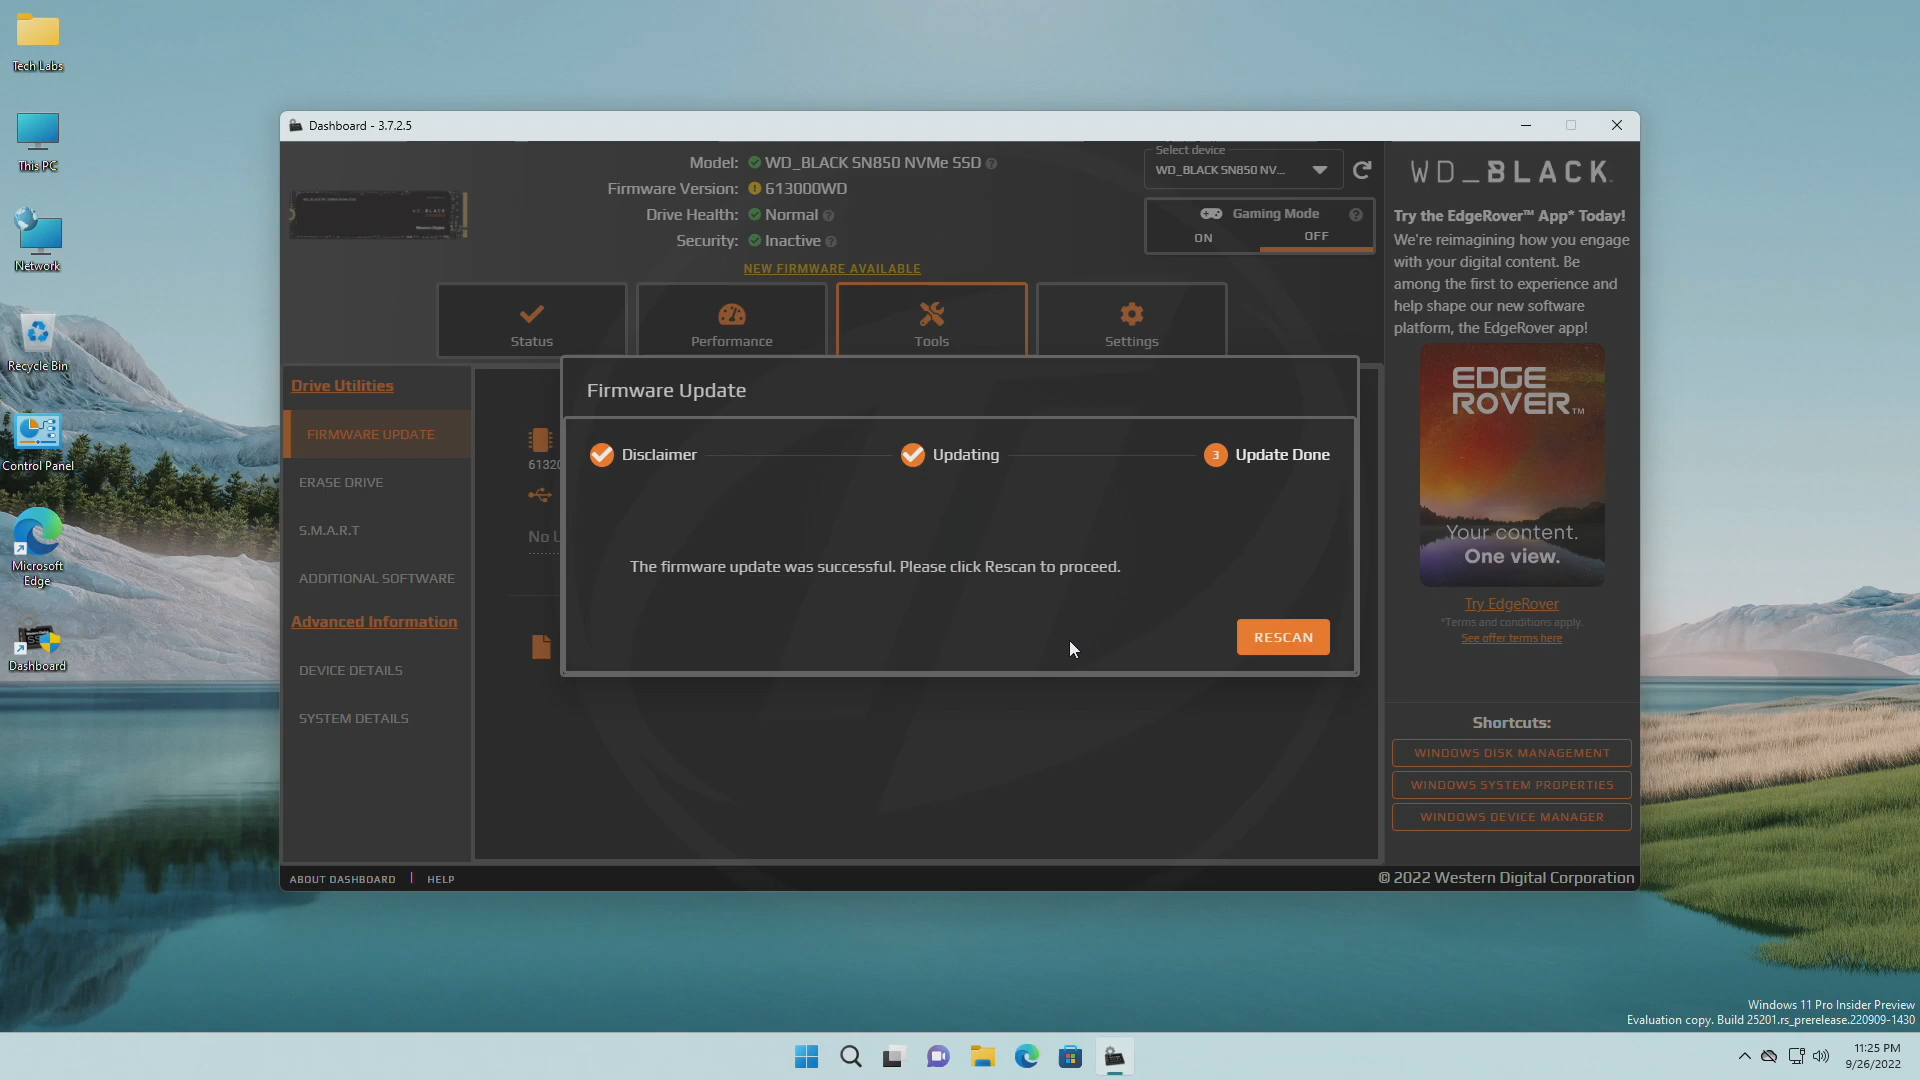 Tech Labs
This PC
Network
Recycle Bin
Control Panel
Microsoft
Edge
Dashboard
Dashboard - 3.7.2.5
Model: WD_BLACK SN850 NVMe SSD
Firmware Version: 613000WD
Drive Health: Normal
Security: Inactive
NEW FIRMWARE AVAILABLE
Select device
WD_BLACK SN850 NV...
Gaming Mode
ON
OFF
Status
Performance
Tools
Settings
Drive Utilities
FIRMWARE UPDATE
ERASE DRIVE
S.M.A.R.T
ADDITIONAL SOFTWARE
Advanced Information
DEVICE DETAILS
SYSTEM DETAILS
6132
No
Firmware Update
Disclaimer
Updating
3 Update Done
The firmware update was successful. Please click Rescan to proceed.
RESCAN
WD_BLACK
Try the EdgeRover™ App* Today!
We're reimagining how you engage
with your digital content. Be
among the first to experience and
help shape our new software
platform, the EdgeRover app!
EDGE
ROVER™
Your content.
One view.
Try EdgeRover
*Terms and conditions apply.
See offer terms here
Shortcuts:
WINDOWS DISK MANAGEMENT
WINDOWS SYSTEM PROPERTIES
WINDOWS DEVICE MANAGER
ABOUT DASHBOARD | HELP
© 2022 Western Digital Corporation
Windows 11 Pro Insider Preview
Evaluation copy. Build 25201.rs_prerelease.220909-1430
11:25 PM
9/26/2022